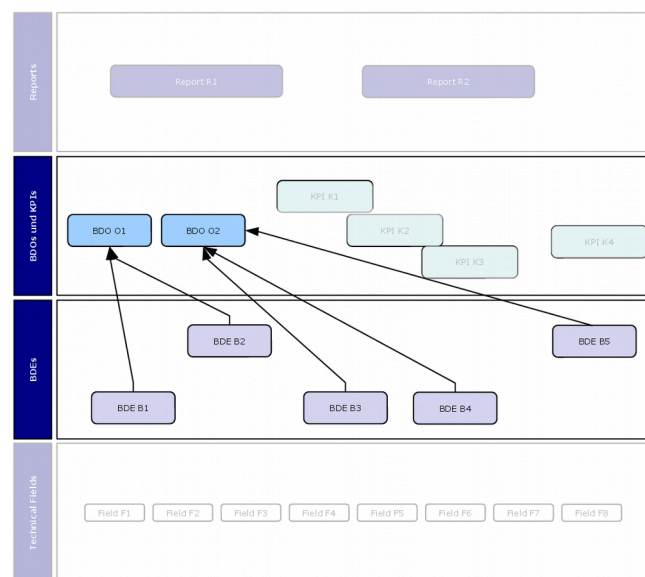 Reports
Report R1
Report R2
BDOs und KPIs
KPI K1
BDO O1
BDO O2
KPI K2
KPI K4
KPI K3
BDEs
BDE B2
BDE B5
BDE B1
BDE B3
BDE B4
Technical Fields
Field F1
Field F2
Field F3
Field F4
Field F5
Field F6
Field F7
Field F8